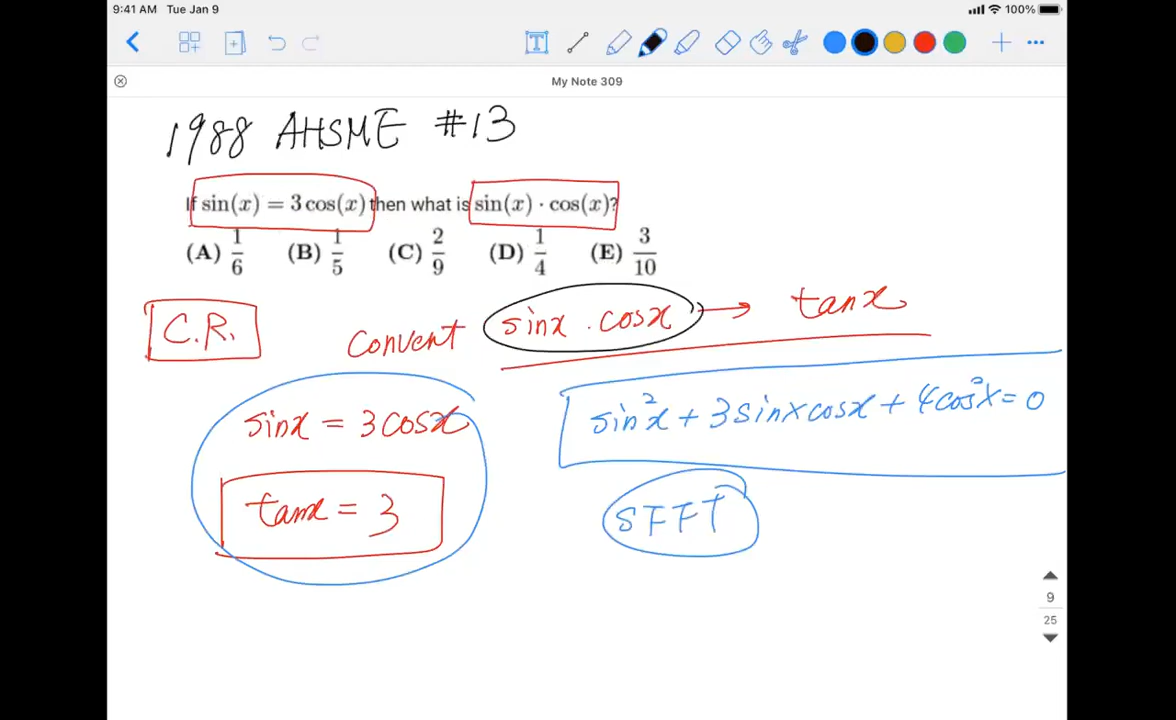 9:41 AM Tue Jan 9
100%
My Note 309
1988 AHSME #13
If sin(x) = 3 cos(x) then what is sin(x) · cos(x)?
(A) 1/6 (B) 1/5 (C) 2/9 (D) 1/4 (E) 3/10
C.R.
Convent sinx . cosx → tanx
sinx = 3cosx
tanx = 3
sin²x + 3sinxcosx + 4cos²x = 0
SFFT
9
25